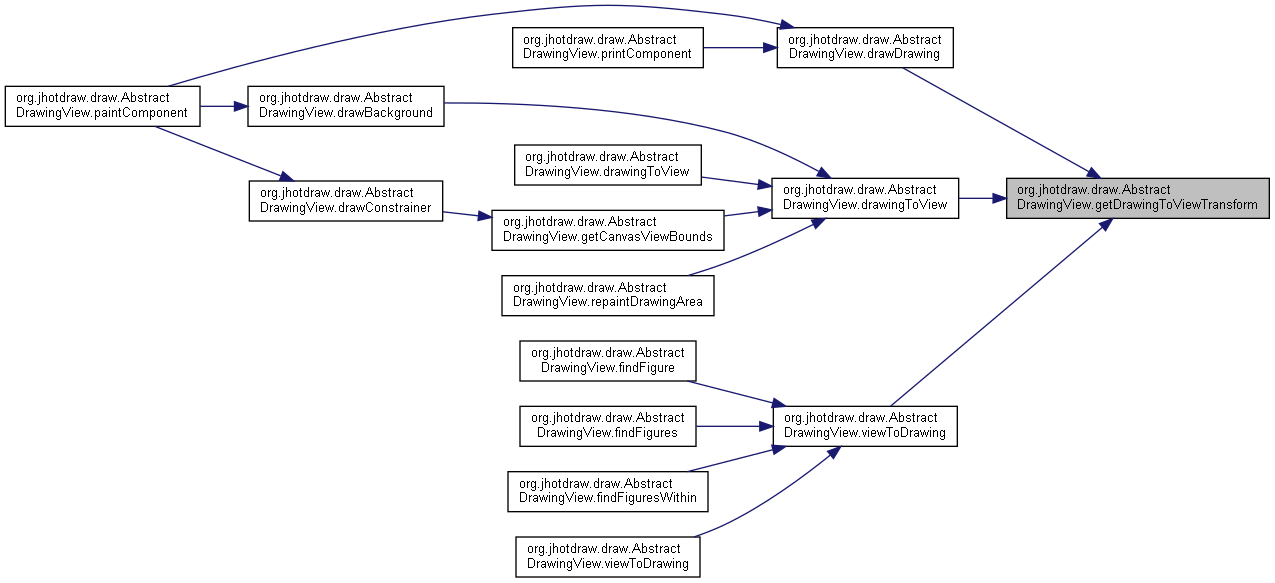 org.jhotdraw.draw.Abstract
DrawingView.drawDrawing
org.jhotdraw.draw.Abstract
DrawingView.printComponent
org.jhotdraw.draw.Abstract
DrawingView.paintComponent
org.jhotdraw.draw.Abstract
DrawingView.drawBackground
org.jhotdraw.draw.Abstract
DrawingView.drawingToView
org.jhotdraw.draw.Abstract
DrawingView.drawConstrainer
org.jhotdraw.draw.Abstract
DrawingView.drawingToView
org.jhotdraw.draw.Abstract
DrawingView.getDrawingToViewTransform
org.jhotdraw.draw.Abstract
DrawingView.getCanvasViewBounds
org.jhotdraw.draw.Abstract
DrawingView.repaintDrawingArea
org.jhotdraw.draw.Abstract
DrawingView.findFigure
org.jhotdraw.draw.Abstract
DrawingView.findFigures
org.jhotdraw.draw.Abstract
DrawingView.viewToDrawing
org.jhotdraw.draw.Abstract
DrawingView.findFiguresWithin
org.jhotdraw.draw.Abstract
DrawingView.viewToDrawing